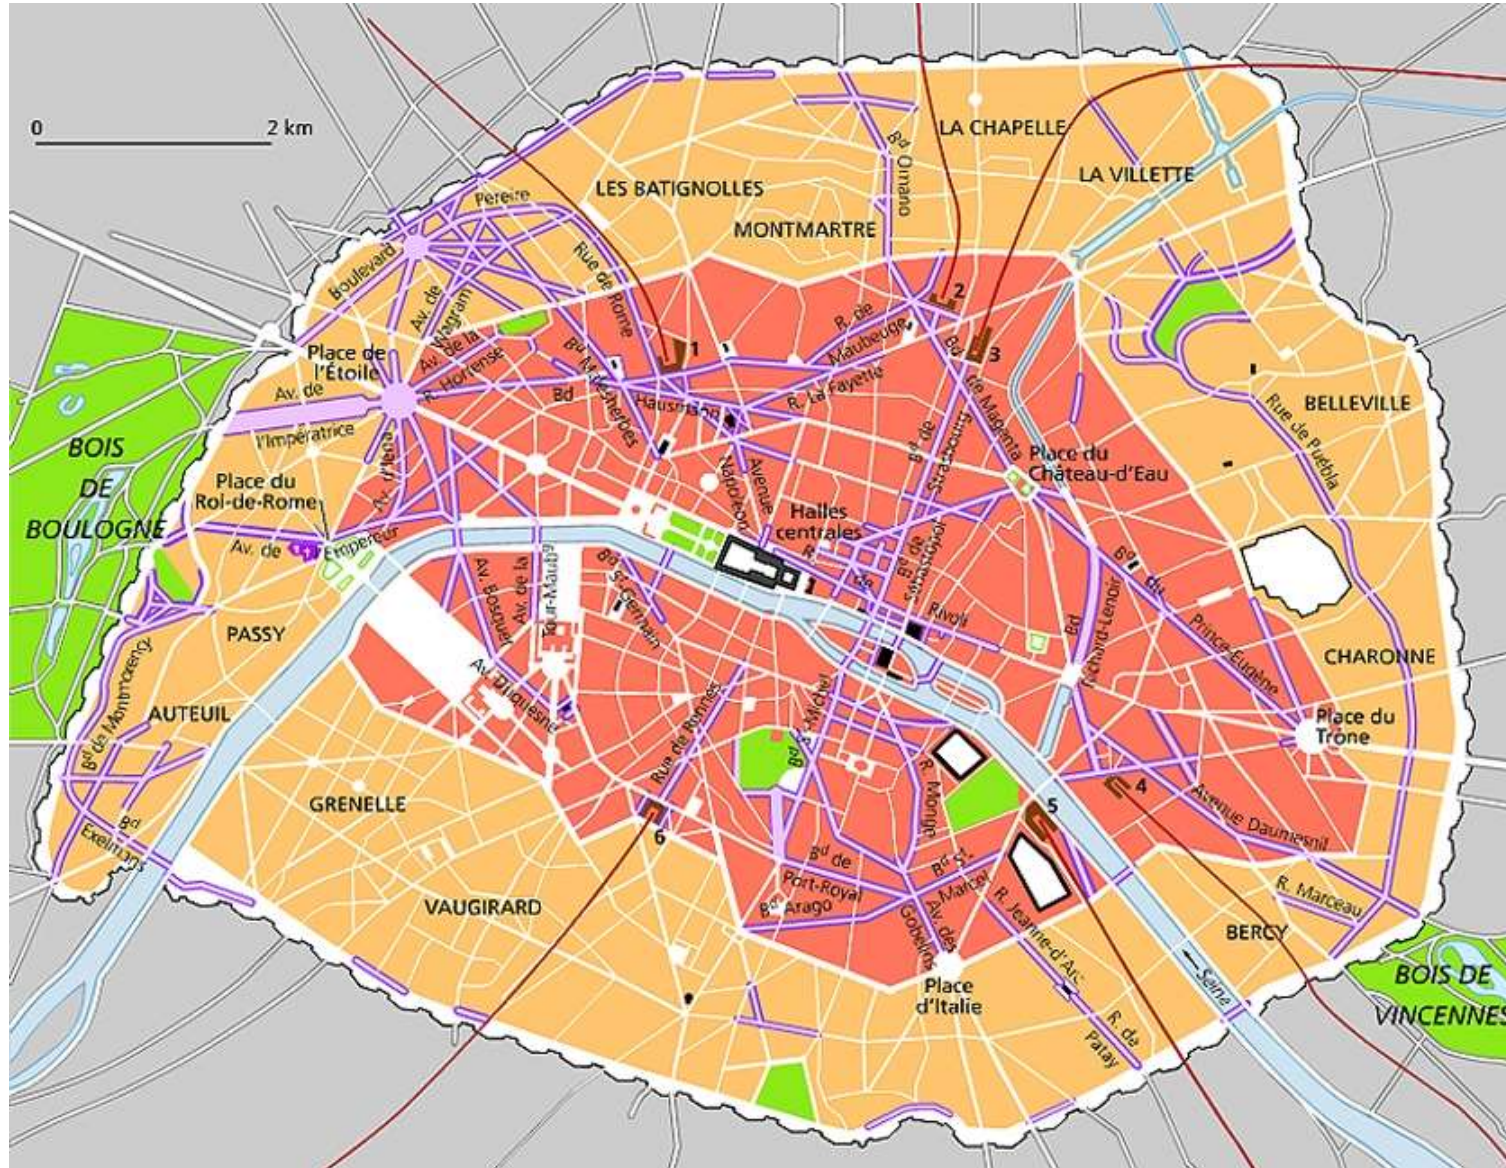 0 2 km
LA CHAPELLE
LA VILLETTE
LES BATIGNOLLES
MONTMARTRE
Bd Ornano
Pereire
Boulevard
Rue de Rome
Av. de
Wagram
Av. de la
R. Hortense
Place de
l'Étoile
Av. de
l'Impératrice
Av. d'Iéna
Bd Malesherbes
Bd Hausmann
R. de
Maubeuge
R. La Fayette
1
2
3
Bd de Magenta
Bd de
Strasbourg
Place du
Château-d'Eau
BELLEVILLE
Rue de Puébla
BOIS
DE
BOULOGNE
Place du
Roi-de-Rome
Av. de
l'Empereur
Avenue
Napoléon
Halles
centrales
R. de Rivoli
Bd de
Sébastopol
Bd du
Prince-Eugène
Bd
Richard-Lenoir
CHARONNE
Place du
Trône
Av. Bosquet
Av. de la
Tour-Maubg
Bd St-Germain
Av. Duquesne
PASSY
AUTEUIL
Bd de Montmorency
Bd
Exelmans
GRENELLE
VAUGIRARD
Rue de Rennes
6
Bd St-Michel
R. Monge
Bd de
Port-Royal
Bd Arago
Bd St
Marcel
Av. des
Gobelins
R. Jeanne-d'Arc
R. de
Patay
Place
d'Italie
5
4
Avenue Daumesnil
R. Marceau
BERCY
Seine
BOIS DE
VINCENNES